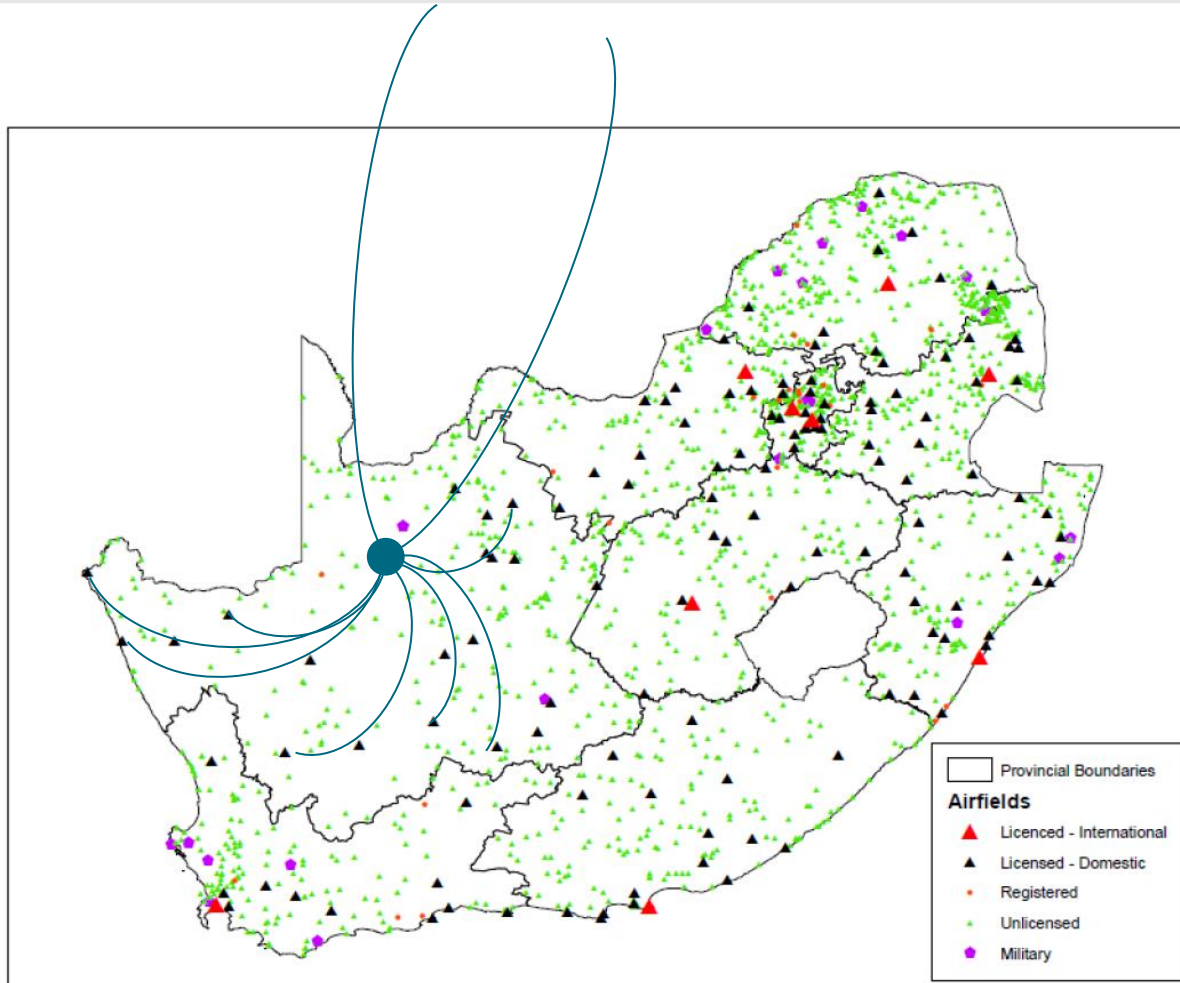 Provincial Boundaries
Airfields
Licenced - International
Licensed - Domestic
Registered
Unlicensed
Military